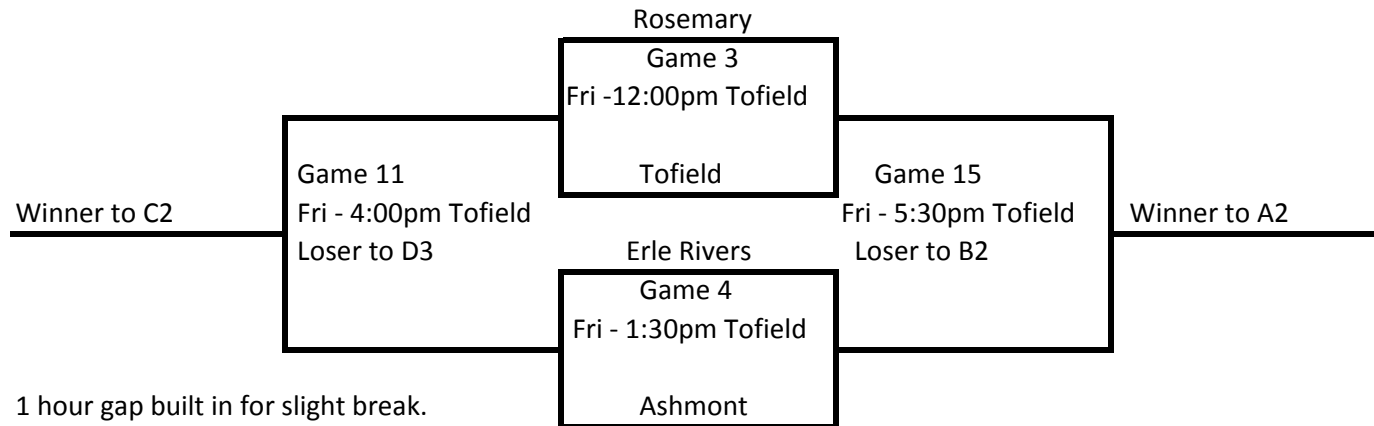 Rosemary
Game 3
Fri -12:00pm Tofield
Tofield
Game 11
Fri - 4:00pm Tofield
Loser to D3
Winner to C2
Game 15
Fri - 5:30pm Tofield
Loser to B2
Winner to A2
Erle Rivers
Game 4
Fri - 1:30pm Tofield
Ashmont
1 hour gap built in for slight break.